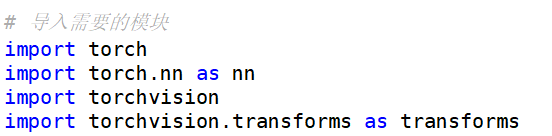 # 导入需要的模块
import torch
import torch.nn as nn
import torchvision
import torchvision.transforms as transforms